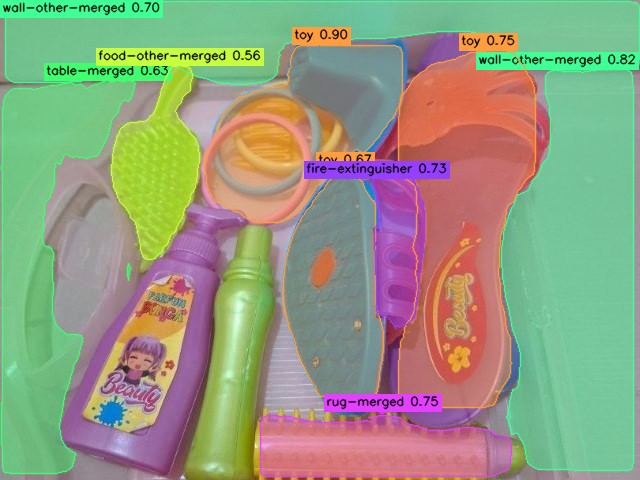 wall-other-merged 0.70
toy 0.90
toy 0.75
food-other-merged 0.56
wall-other-merged 0.82
table-merged 0.63
toy 0.67
fire-extinguisher 0.73
PARFUM
Beauty
Beauty
rug-merged 0.75